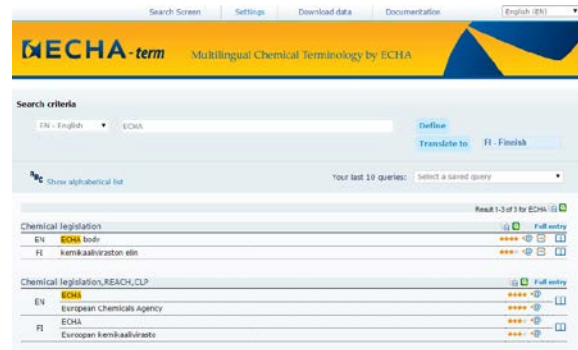 Search Screen Settings Download data Documentation English (EN)
ECHA-term Multilingual Chemical Terminology by ECHA
Search criteria
EN - English ECHA Define
Translate to FI - Finnish
Show alphabetical list Your last 10 queries: Select a saved query
Result 1-3 of 3 for ECHA
Chemical legislation Full entry
EN ECHA body
FI kemikaaliviraston elin
Chemical legislation,REACH,CLP Full entry
EN ECHA
European Chemicals Agency
FI ECHA
Euroopan kemikaalivirasto